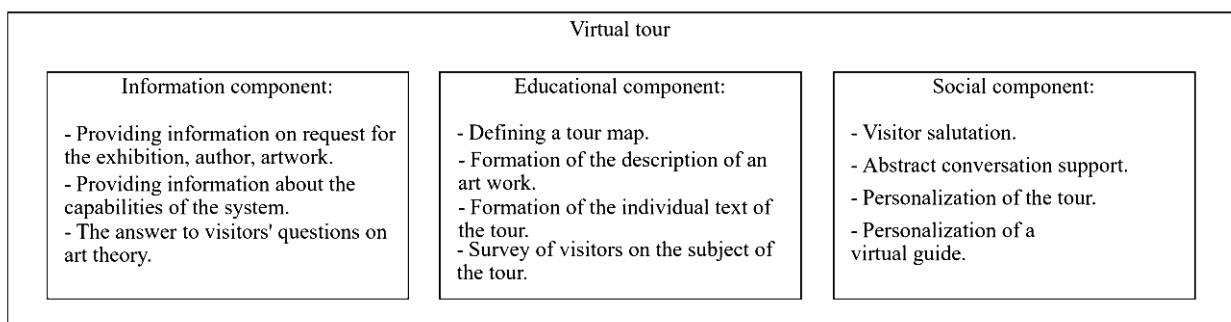 Virtual tour
Information component:
- Providing information on request for
the exhibition, author, artwork.
- Providing information about the
capabilities of the system.
- The answer to visitors' questions on
art theory.
Educational component:
- Defining a tour map.
- Formation of the description of an
art work.
- Formation of the individual text of
the tour.
- Survey of visitors on the subject of
the tour.
Social component:
- Visitor salutation.
- Abstract conversation support.
- Personalization of the tour.
- Personalization of a
virtual guide.